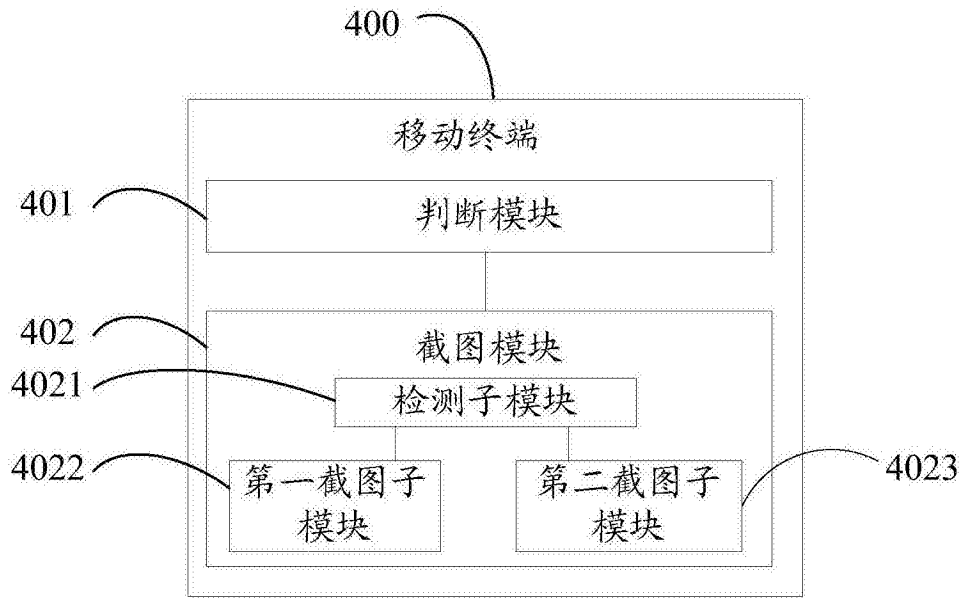 400
移动终端
401
判断模块
402
截图模块
4021
检测子模块
4022
第一截图子
模块
第二截图子
模块
4023